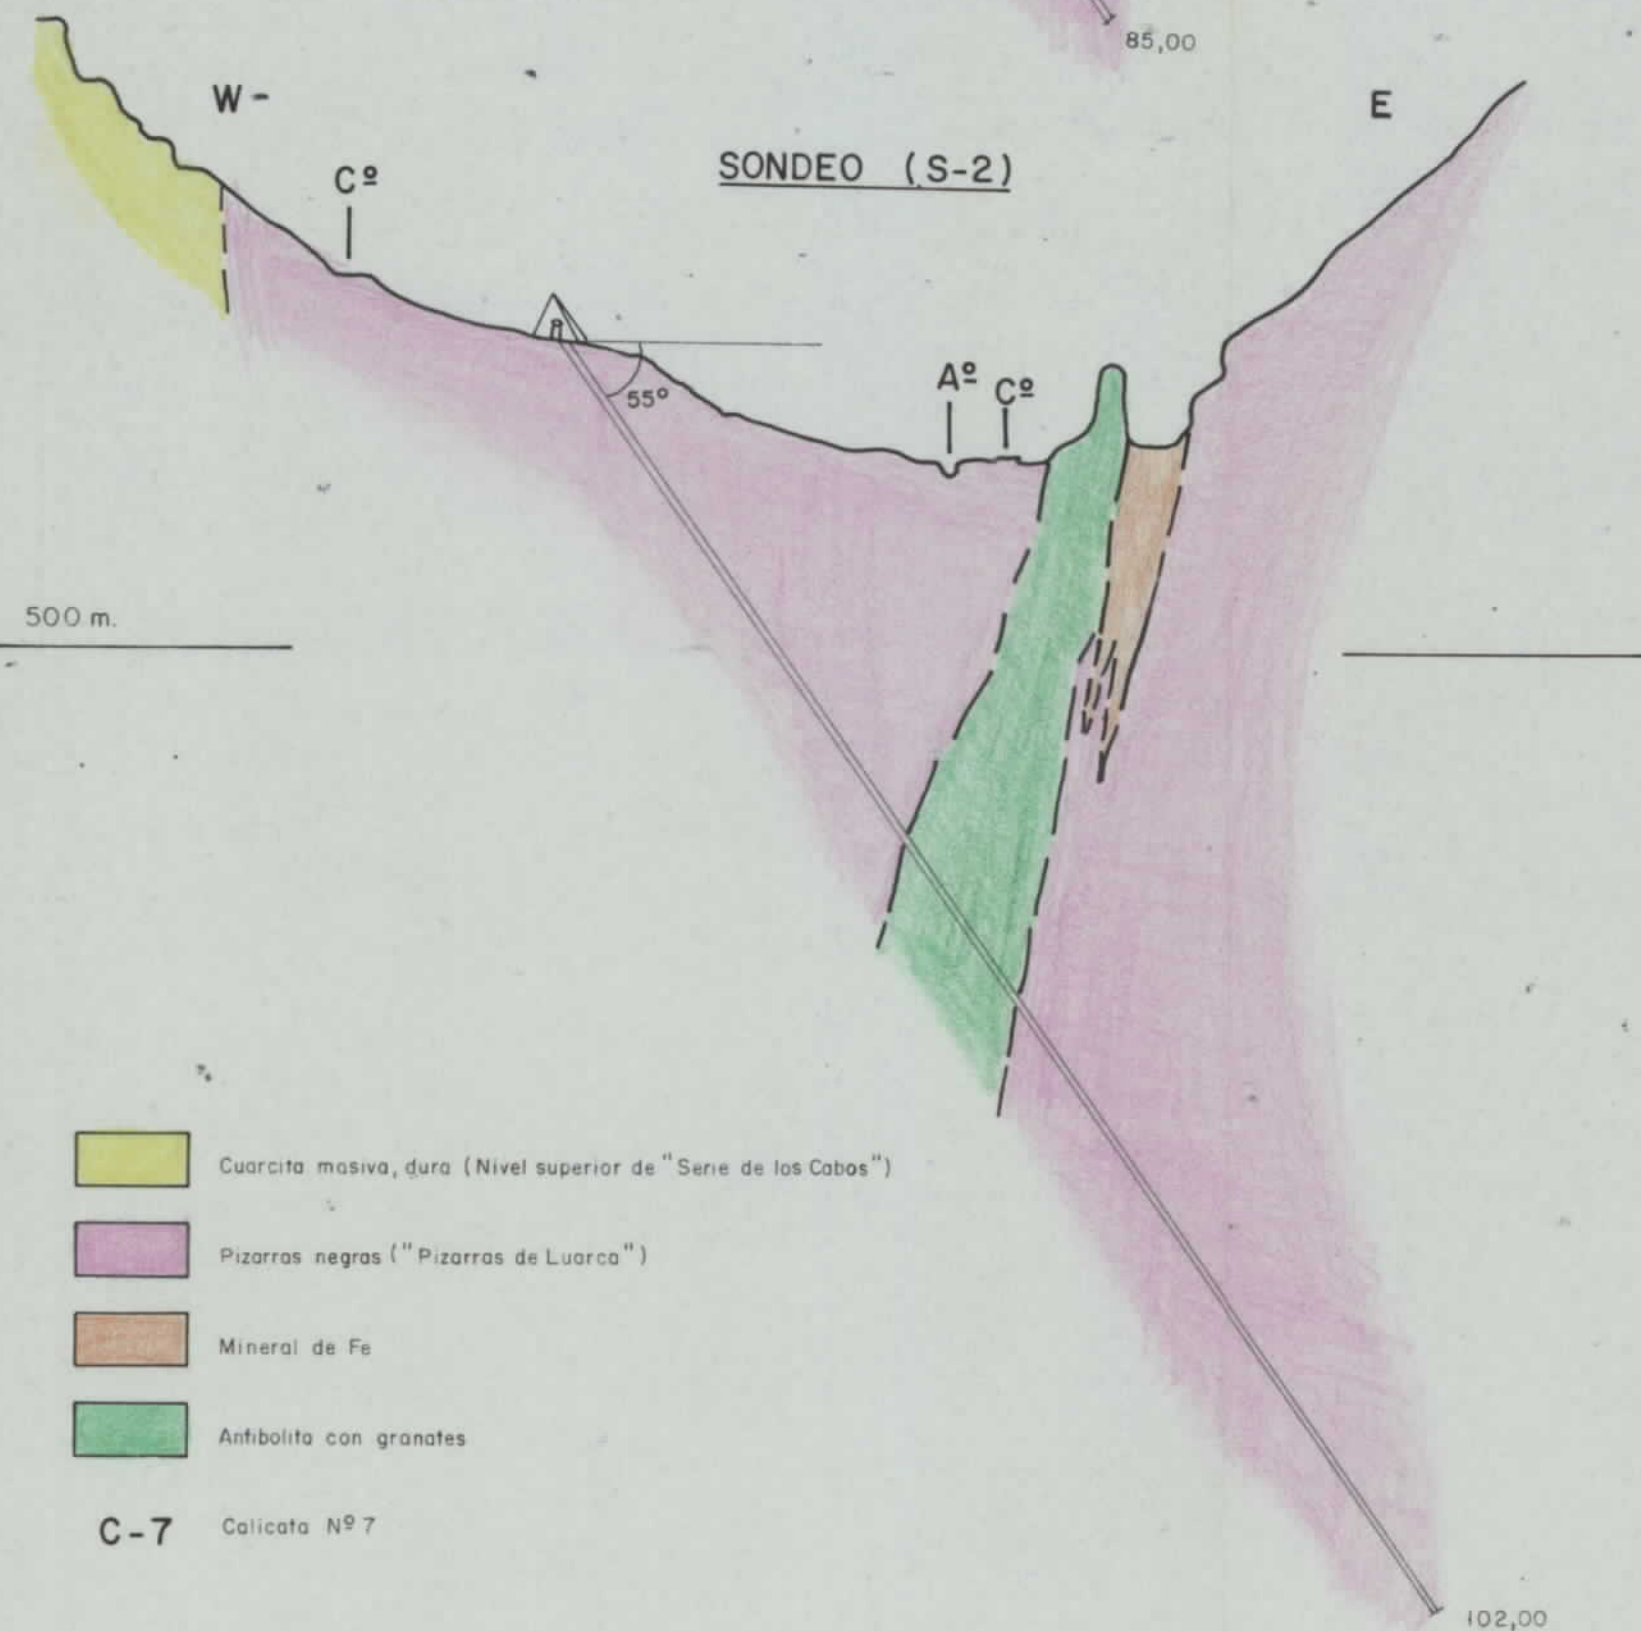 85,00
W - E
SONDEO (S-2)
Cº
55º
Aº Cº
500 m.
Cuarcita masiva, dura (Nivel superior de "Serie de los Cabos")
Pizarras negras ("Pizarras de Luarca")
Mineral de Fe
Anfibolita con granates
C-7 Calicata Nº 7
102,00